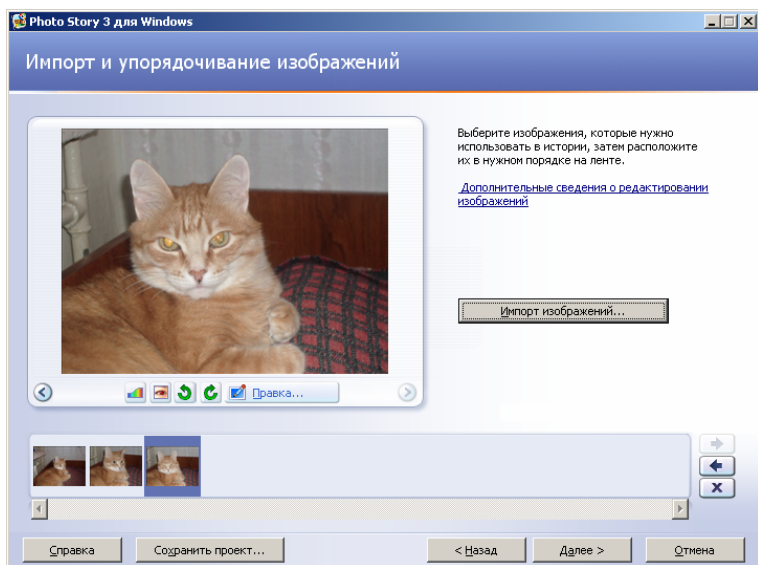 Photo Story 3 для Windows
Импорт и упорядочивание изображений
Выберите изображения, которые нужно
использовать в истории, затем расположите
их в нужном порядке на ленте.
Дополнительные сведения о редактировании
изображений
Импорт изображений...
Правка...
Справка
Сохранить проект...
< Назад
Далее >
Отмена